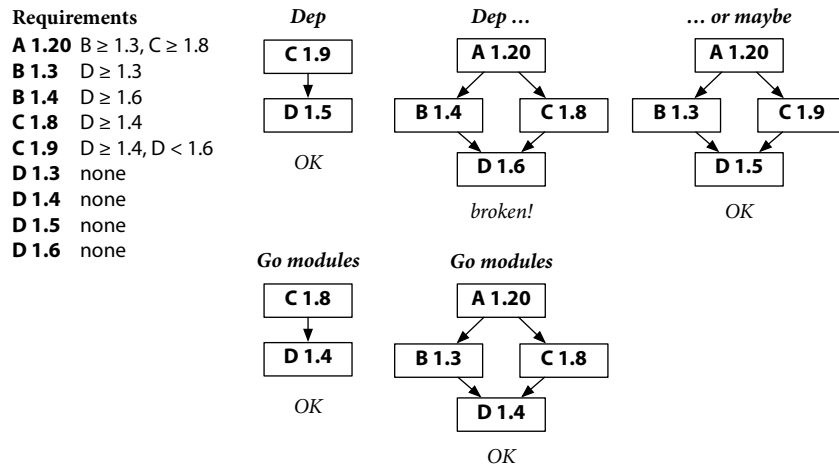 Requirements
A 1.20 B ≥ 1.3, C ≥ 1.8
B 1.3 D ≥ 1.3
B 1.4 D ≥ 1.6
C 1.8 D ≥ 1.4
C 1.9 D ≥ 1.4, D < 1.6
D 1.3 none
D 1.4 none
D 1.5 none
D 1.6 none
Dep
C 1.9
D 1.5
OK
Dep …
A 1.20
B 1.4 C 1.8
D 1.6
broken!
… or maybe
A 1.20
B 1.3 C 1.9
D 1.5
OK
Go modules
C 1.8
D 1.4
OK
Go modules
A 1.20
B 1.3 C 1.8
D 1.4
OK